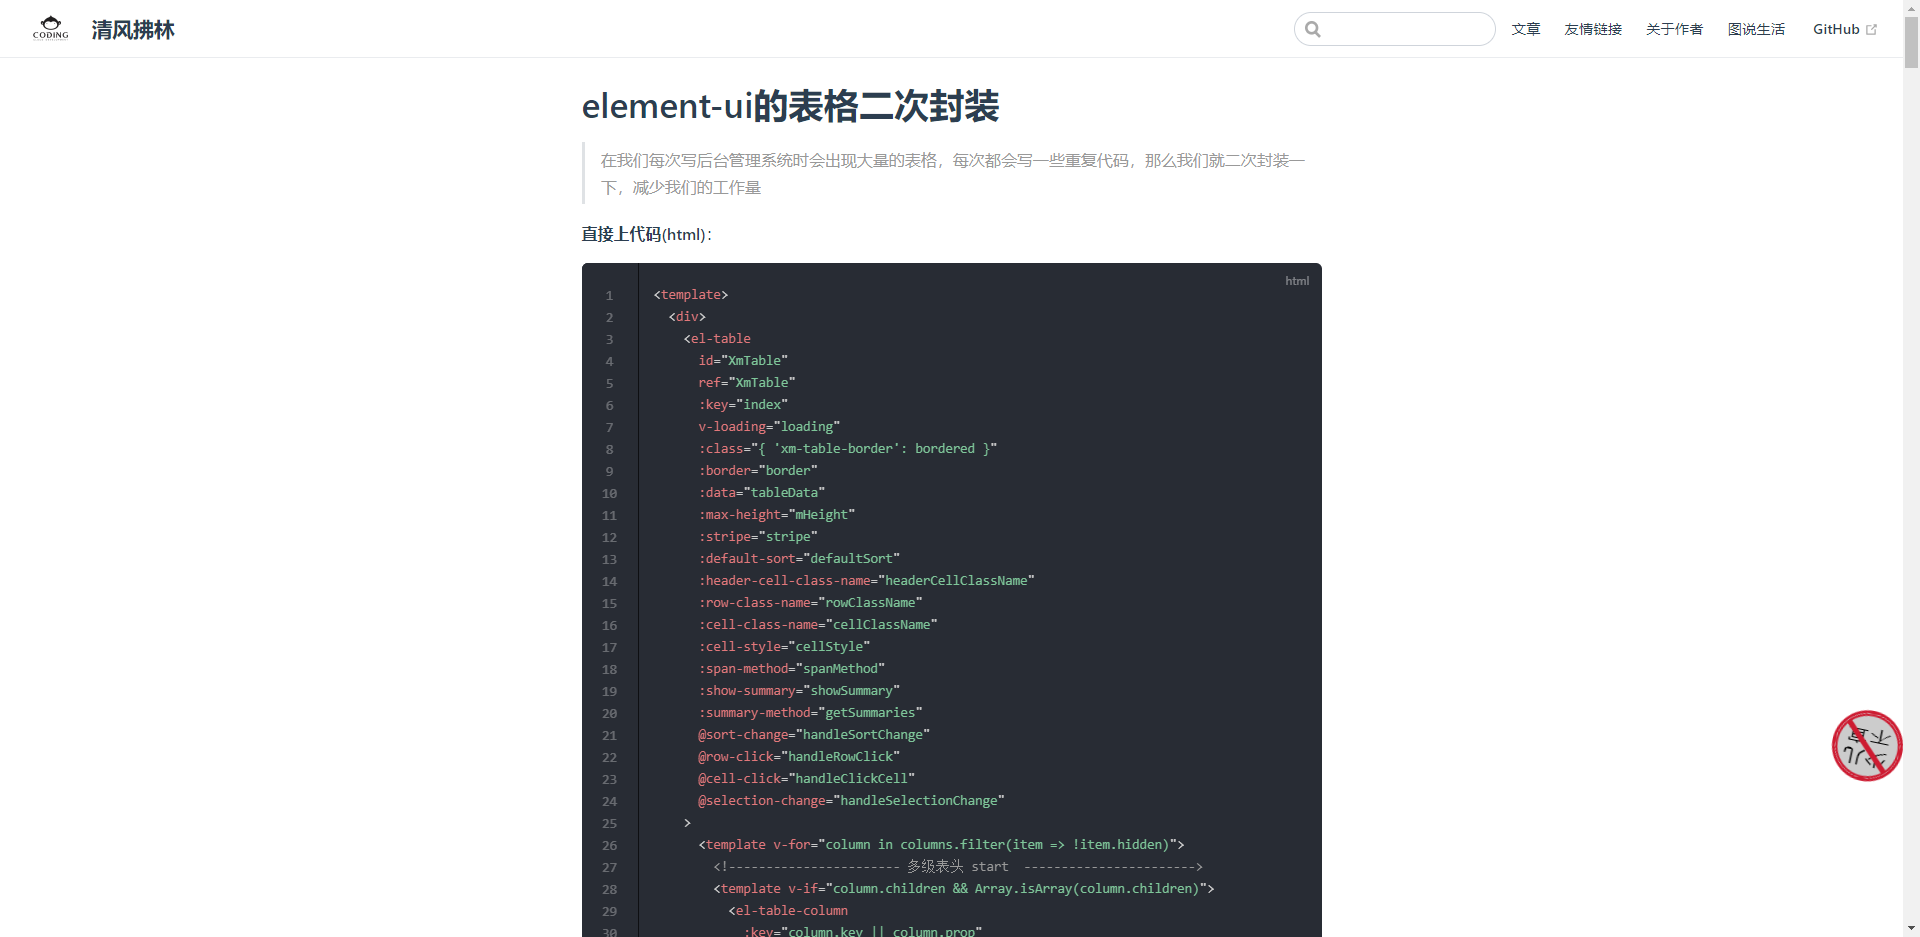 CODING
清风拂林
文章
友情链接
关于作者
图说生活
GitHub
element-ui的表格二次封装
在我们每次写后台管理系统时会出现大量的表格，每次都会写一些重复代码，那么我们就二次封装一
下，减少我们的工作量
直接上代码(html)：
html
1 <template>
2 <div>
3 <el-table
4 id="XmTable"
5 ref="XmTable"
6 :key="index"
7 v-loading="loading"
8 :class="{ 'xm-table-border': bordered }"
9 :border="border"
10 :data="tableData"
11 :max-height="mHeight"
12 :stripe="stripe"
13 :default-sort="defaultSort"
14 :header-cell-class-name="headerCellClassName"
15 :row-class-name="rowClassName"
16 :cell-class-name="cellClassName"
17 :cell-style="cellStyle"
18 :span-method="spanMethod"
19 :show-summary="showSummary"
20 :summary-method="getSummaries"
21 @sort-change="handleSortChange"
22 @row-click="handleRowClick"
23 @cell-click="handleClickCell"
24 @selection-change="handleSelectionChange"
25 >
26 <template v-for="column in columns.filter(item => !item.hidden)">
27 <!----------------------- 多级表头 start ----------------------->
28 <template v-if="column.children && Array.isArray(column.children)">
29 <el-table-column
30 :key="column.key || column.prop"